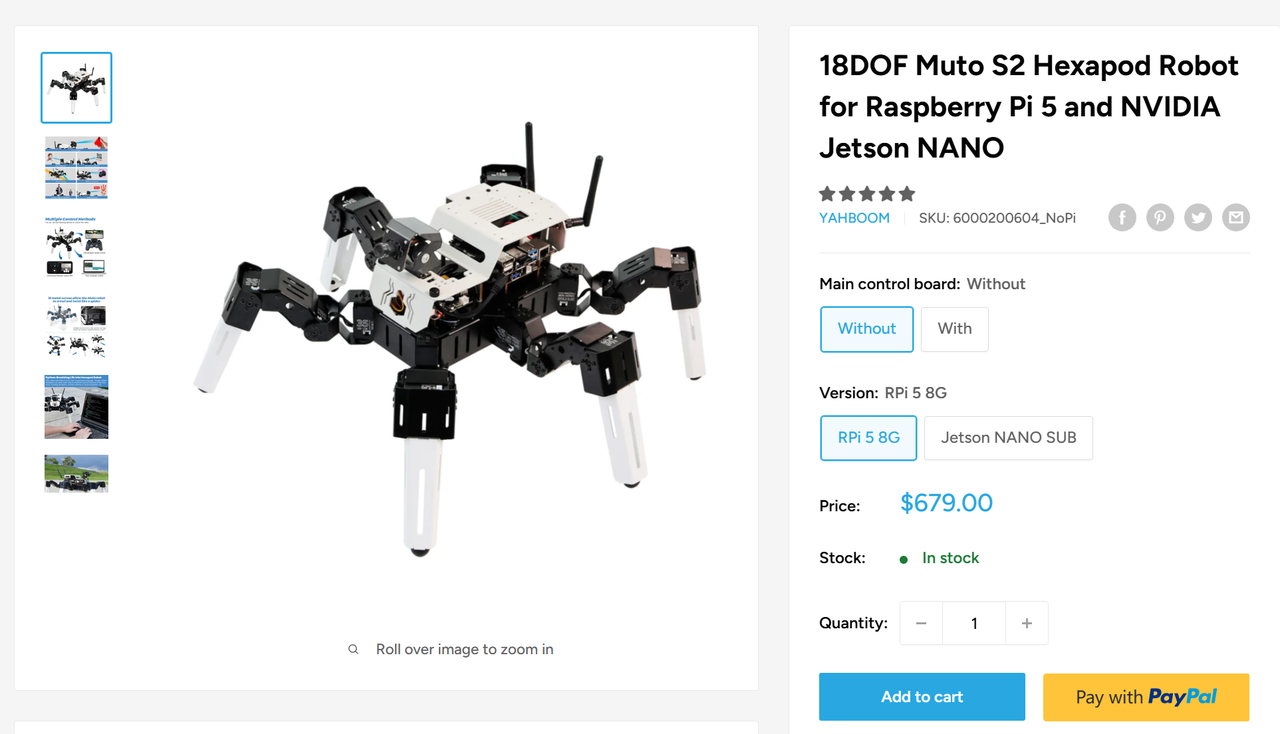 18DOF Muto S2 Hexapod Robot
for Raspberry Pi 5 and NVIDIA
Jetson NANO
YAHBOOM
SKU: 6000200604_NoPi
Main control board: Without
Without
With
Version: RPi 5 8G
RPi 5 8G
Jetson NANO SUB
Price: $679.00
Stock: In stock
Quantity: − 1 +
Add to cart
Pay with PayPal
Roll over image to zoom in